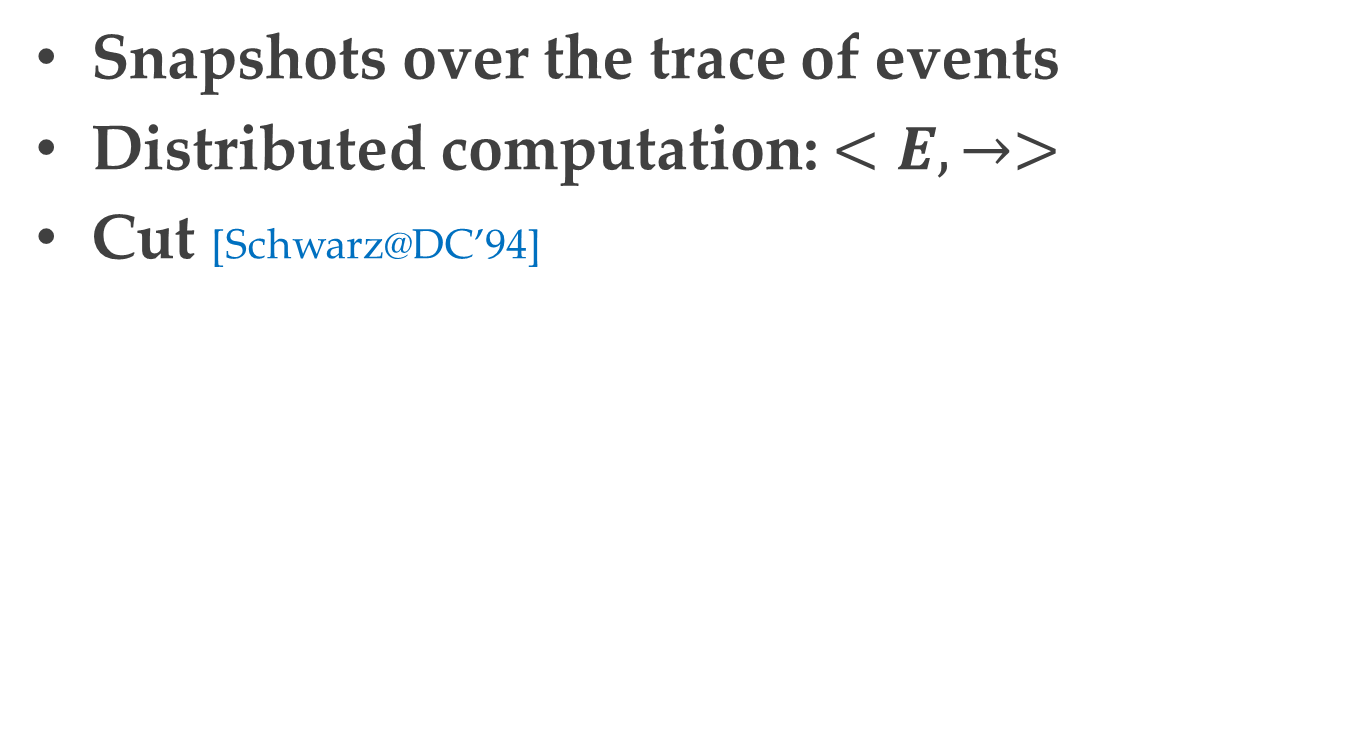 • Snapshots over the trace of events
• Distributed computation: < E, →>
• Cut [Schwarz@DC’94]